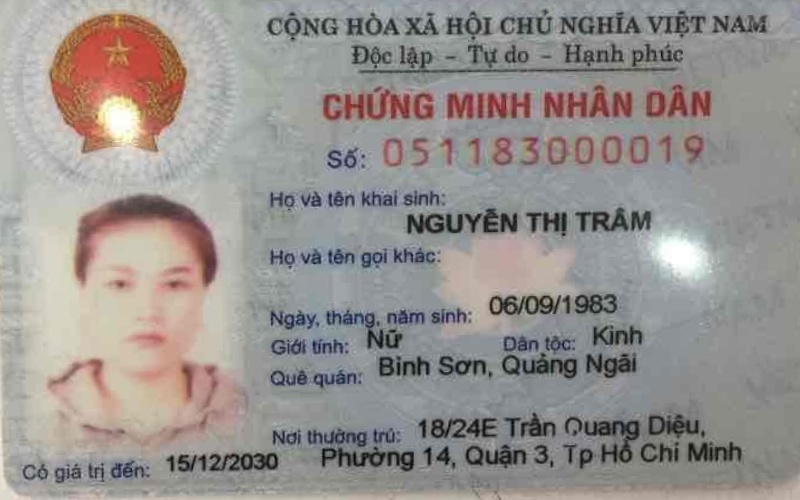 CỘNG HÒA XÃ HỘI CHỦ NGHĨA VIỆT NAM
Độc lập - Tự do - Hạnh phúc
CHỨNG MINH NHÂN DÂN
Số: 051183000019
Họ và tên khai sinh:
NGUYỄN THỊ TRÂM
Họ và tên gọi khác:
Ngày, tháng, năm sinh: 06/09/1983
Giới tính: Nữ Dân tộc: Kinh
Quê quán: Bình Sơn, Quảng Ngãi
Nơi thường trú: 18/24E Trần Quang Diệu,
Phường 14, Quận 3, Tp Hồ Chí Minh
Có giá trị đến: 15/12/2030